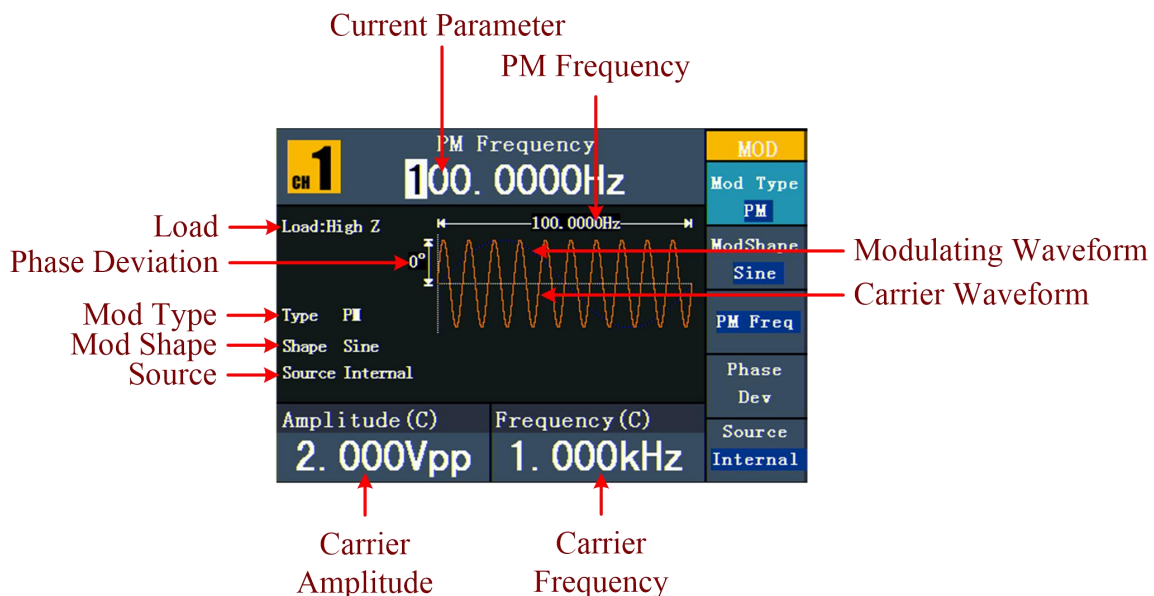 Current Parameter
PM Frequency
CH 1
PM Frequency
100.0000Hz
MOD
Mod Type
PM
ModShape
Sine
PM Freq
Phase
Dev
Source
Internal
Load
Phase Deviation
Mod Type
Mod Shape
Source
Load:High Z
100.0000Hz
0°
Type PM
Shape Sine
Source Internal
Modulating Waveform
Carrier Waveform
Amplitude(C)
2.000Vpp
Frequency(C)
1.000kHz
Carrier
Amplitude
Carrier
Frequency